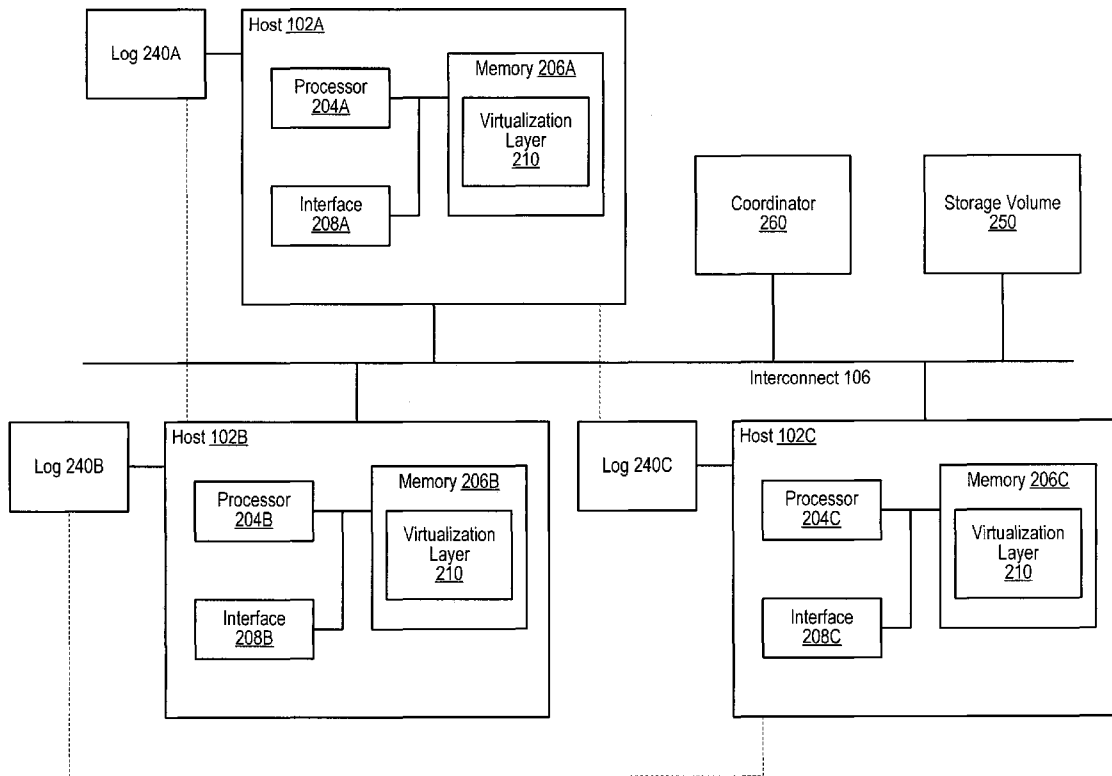 Log 240A
Host 102A
Processor
204A
Interface
208A
Memory 206A
Virtualization
Layer
210
Coordinator
260
Storage Volume
250
Interconnect 106
Log 240B
Host 102B
Processor
204B
Interface
208B
Memory 206B
Virtualization
Layer
210
Log 240C
Host 102C
Processor
204C
Interface
208C
Memory 206C
Virtualization
Layer
210